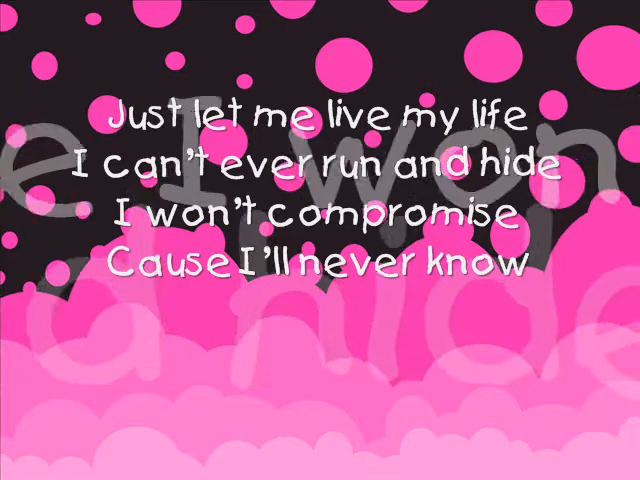 Just let me live my life
I can't ever run and hide
I won't compromise
Cause I'll never know